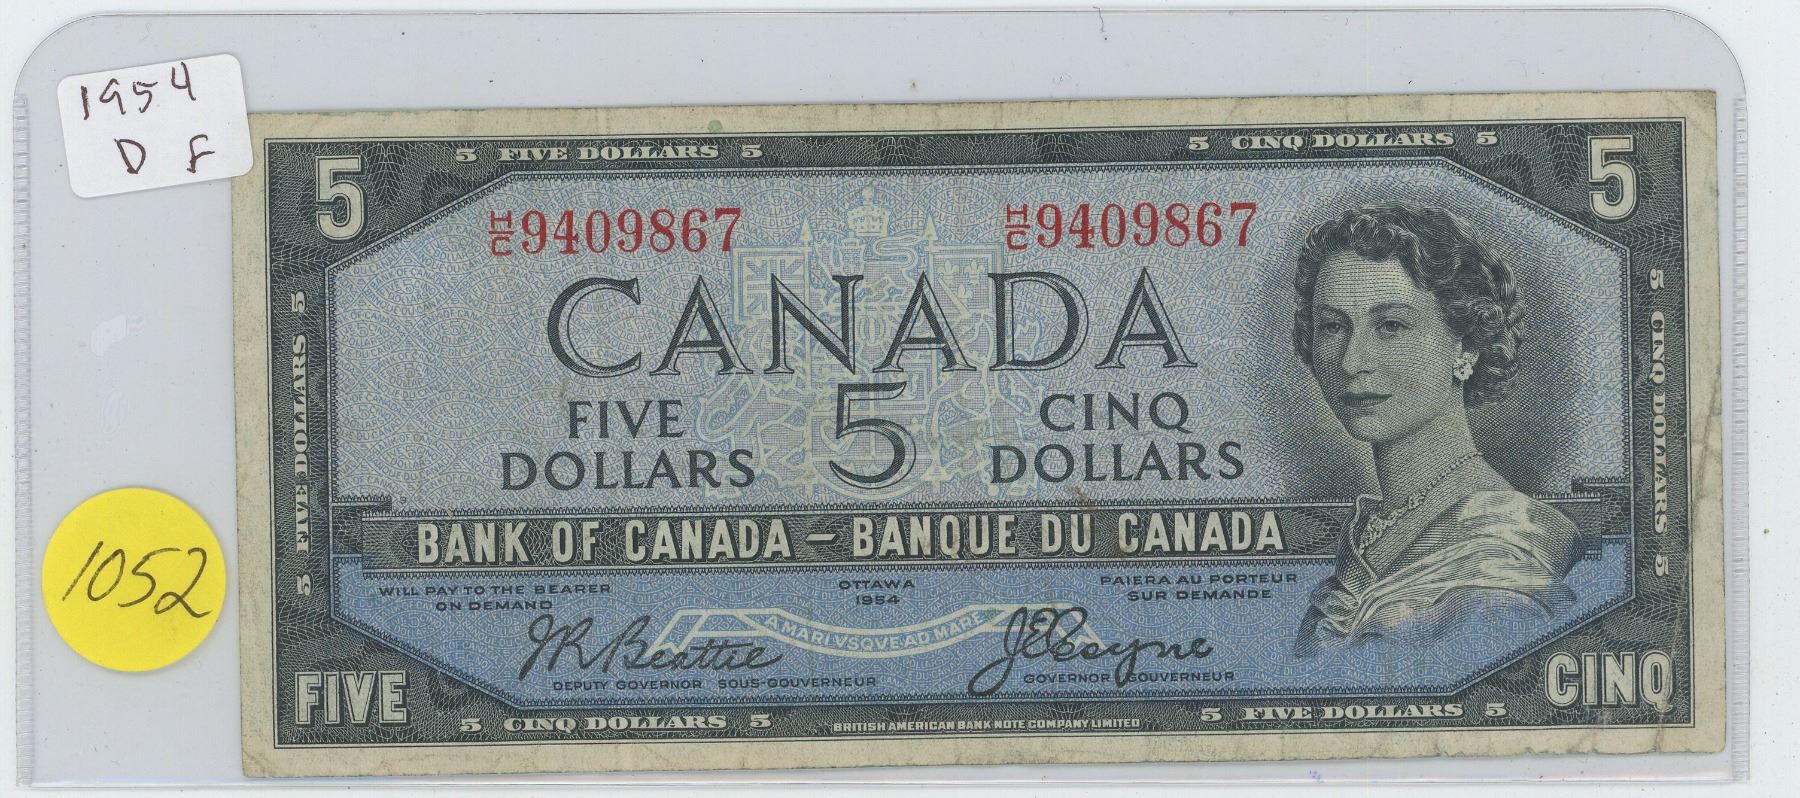 1954
D F
1052
5 FIVE DOLLARS 5
5 CINQ DOLLARS 5
5
5
H/C 9409867
H/C 9409867
CANADA
FIVE
DOLLARS
5
CINQ
DOLLARS
5 FIVE DOLLARS 5
5 CINQ DOLLARS 5
BANK OF CANADA – BANQUE DU CANADA
WILL PAY TO THE BEARER
ON DEMAND
OTTAWA
1954
PAIERA AU PORTEUR
SUR DEMANDE
A MARI VSQVE AD MARE
J.R. Beattie
J.E. Coyne
DEPUTY GOVERNOR SOUS-GOUVERNEUR
GOVERNOR GOUVERNEUR
FIVE
CINQ
5 CINQ DOLLARS 5
BRITISH AMERICAN BANK NOTE COMPANY LIMITED
5 FIVE DOLLARS 5